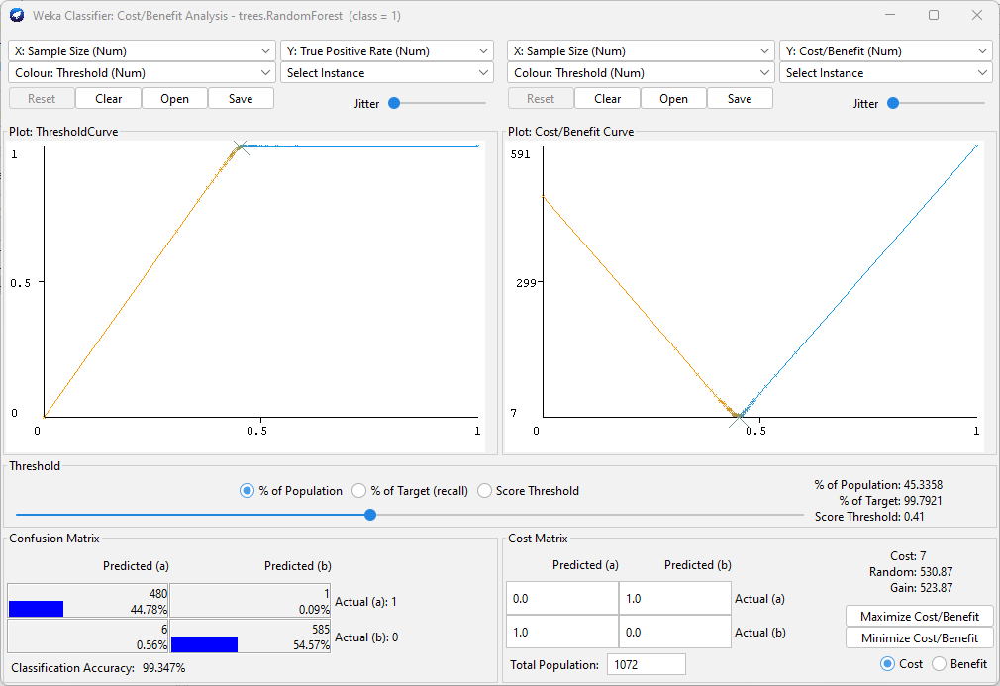 Weka Classifier: Cost/Benefit Analysis - trees.RandomForest (class = 1)
X: Sample Size (Num)
Y: True Positive Rate (Num)
X: Sample Size (Num)
Y: Cost/Benefit (Num)
Colour: Threshold (Num)
Select Instance
Colour: Threshold (Num)
Select Instance
Reset
Clear
Open
Save
Jitter
Reset
Clear
Open
Save
Jitter
Plot: ThresholdCurve
1
0.5
0
0
0.5
1
Plot: Cost/Benefit Curve
591
299
7
0
0.5
1
Threshold
% of Population
% of Target (recall)
Score Threshold
% of Population: 45.3358
% of Target: 99.7921
Score Threshold: 0.41
Confusion Matrix
Predicted (a)
Predicted (b)
480
44.78%
1
0.09%
Actual (a): 1
6
0.56%
585
54.57%
Actual (b): 0
Classification Accuracy: 99.347%
Cost Matrix
Predicted (a)
Predicted (b)
0.0
1.0
Actual (a)
1.0
0.0
Actual (b)
Total Population: 1072
Cost: 7
Random: 530.87
Gain: 523.87
Maximize Cost/Benefit
Minimize Cost/Benefit
Cost
Benefit